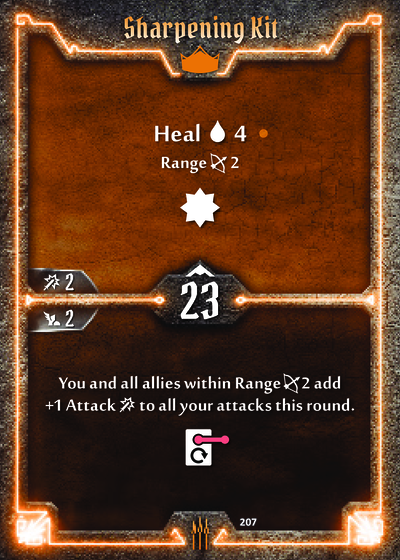 Sharpening Kit
Heal 4
Range 2
2
23
2
You and all allies within Range 2 add
+1 Attack to all your attacks this round.
207